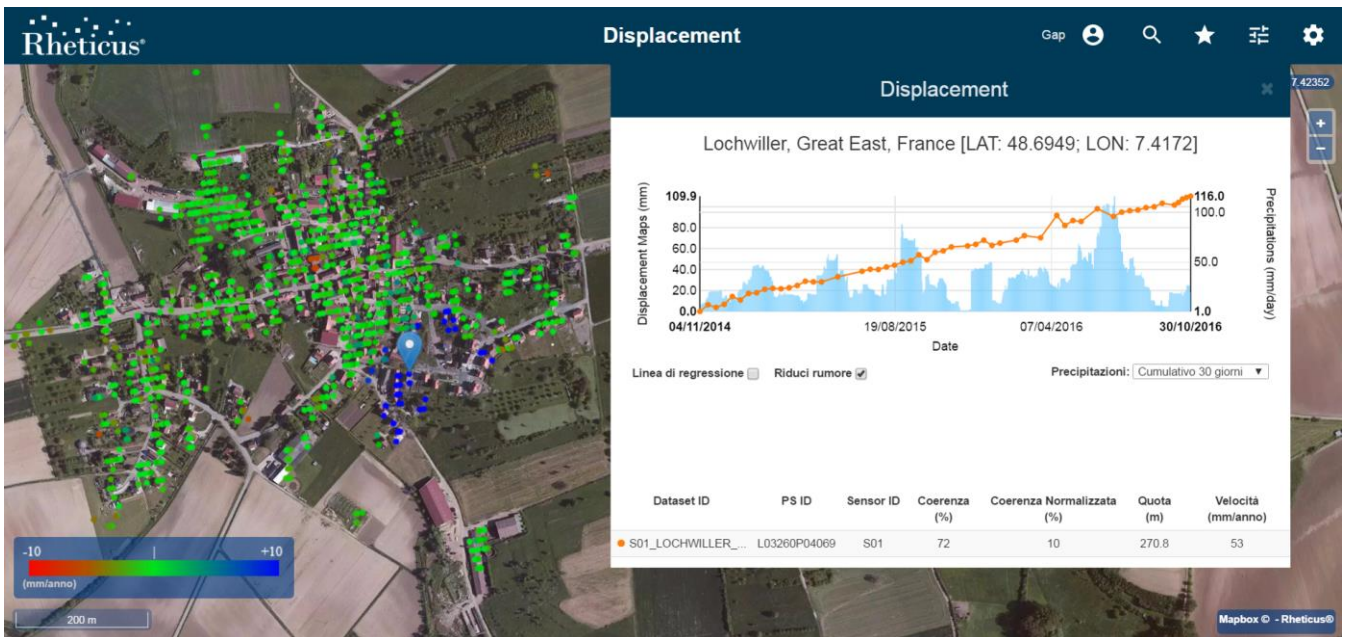 Rheticus®
Displacement
Gap
Displacement
7.42352
+
−
Lochwiller, Great East, France [LAT: 48.6949; LON: 7.4172]
Displacement Maps (mm)
109.9
80.0
60.0
40.0
20.0
0.0
116.0
100.0
50.0
1.0
Precipitations (mm/day)
04/11/2014 19/08/2015 07/04/2016 30/10/2016
Date
Linea di regressione Riduci rumore Precipitazioni: Cumulativo 30 giorni
Dataset ID PS ID Sensor ID Coerenza (%) Coerenza Normalizzata (%) Quota (m) Velocità (mm/anno)
S01_LOCHWILLER_... L03260P04069 S01 72 10 270.8 53
-10 +10
(mm/anno)
200 m
Mapbox © - Rheticus®